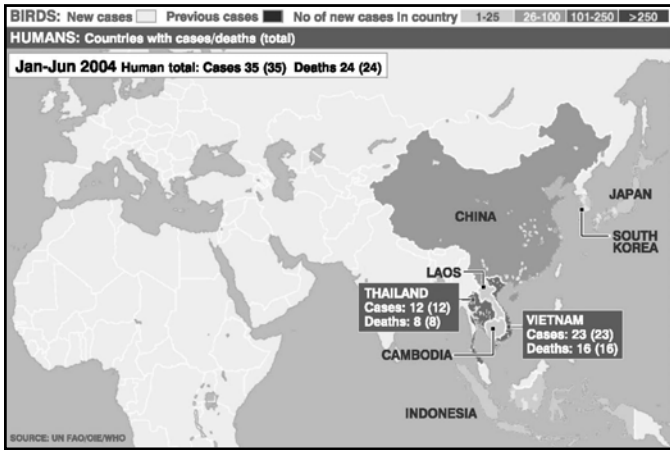 BIRDS: New cases Previous cases No of new cases in country 1-25 26-100 101-250 >250
HUMANS: Countries with cases/deaths (total)
Jan-Jun 2004 Human total: Cases 35 (35) Deaths 24 (24)
JAPAN
CHINA
SOUTH
KOREA
LAOS
THAILAND
Cases: 12 (12)
Deaths: 8 (8)
VIETNAM
Cases: 23 (23)
Deaths: 16 (16)
CAMBODIA
INDONESIA
SOURCE: UN FAO/OIE/WHO